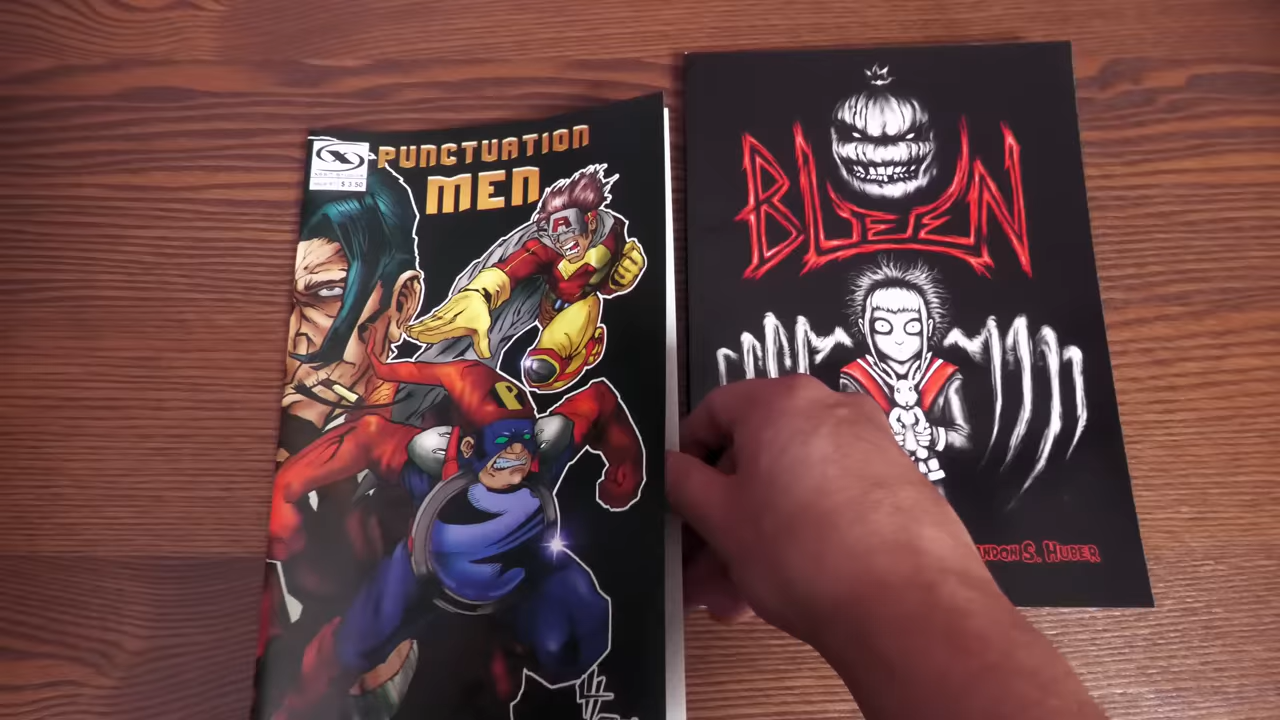 PUNCTUATION
MEN
$ 3.50
A
P
BLEEN
S. HUBER